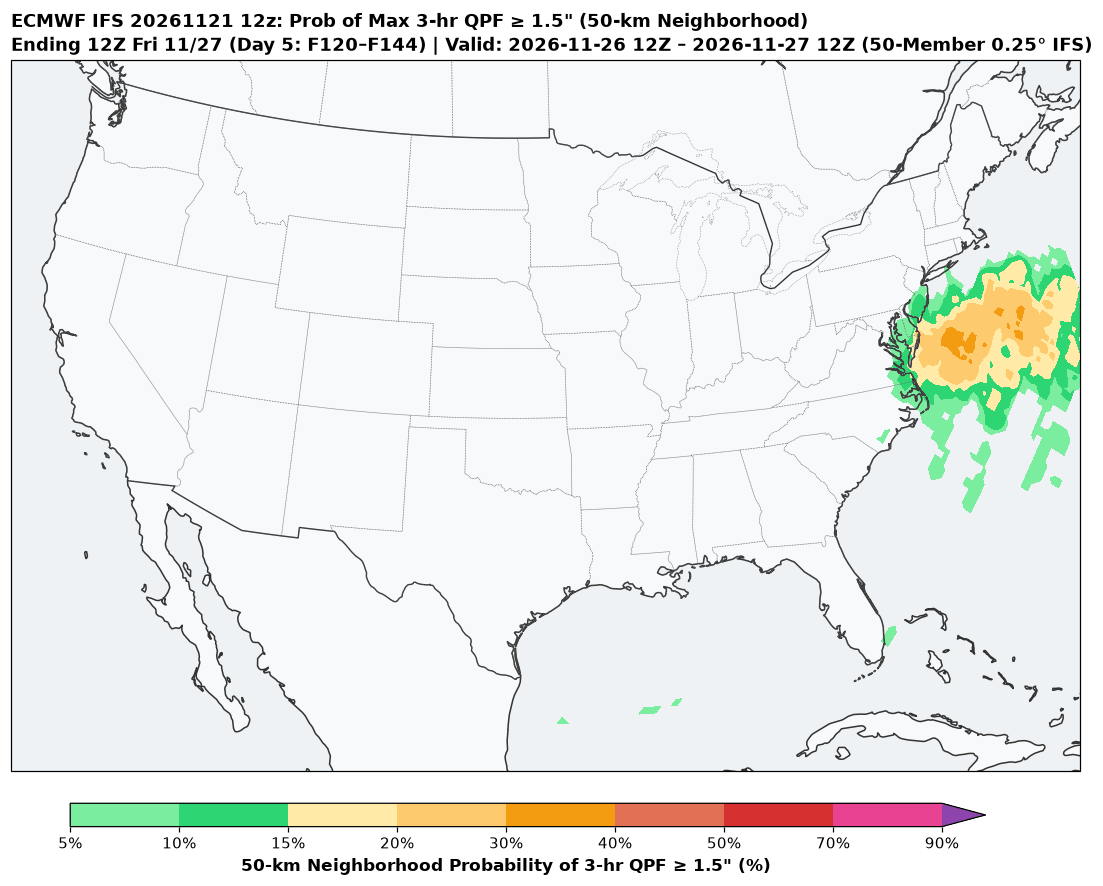 ECMWF IFS 20261121 12z: Prob of Max 3-hr QPF ≥ 1.5" (50-km Neighborhood)
Ending 12Z Fri 11/27 (Day 5: F120–F144) | Valid: 2026-11-26 12Z – 2026-11-27 12Z (50-Member 0.25° IFS)
5% 10% 15% 20% 30% 40% 50% 70% 90%
50-km Neighborhood Probability of 3-hr QPF ≥ 1.5" (%)